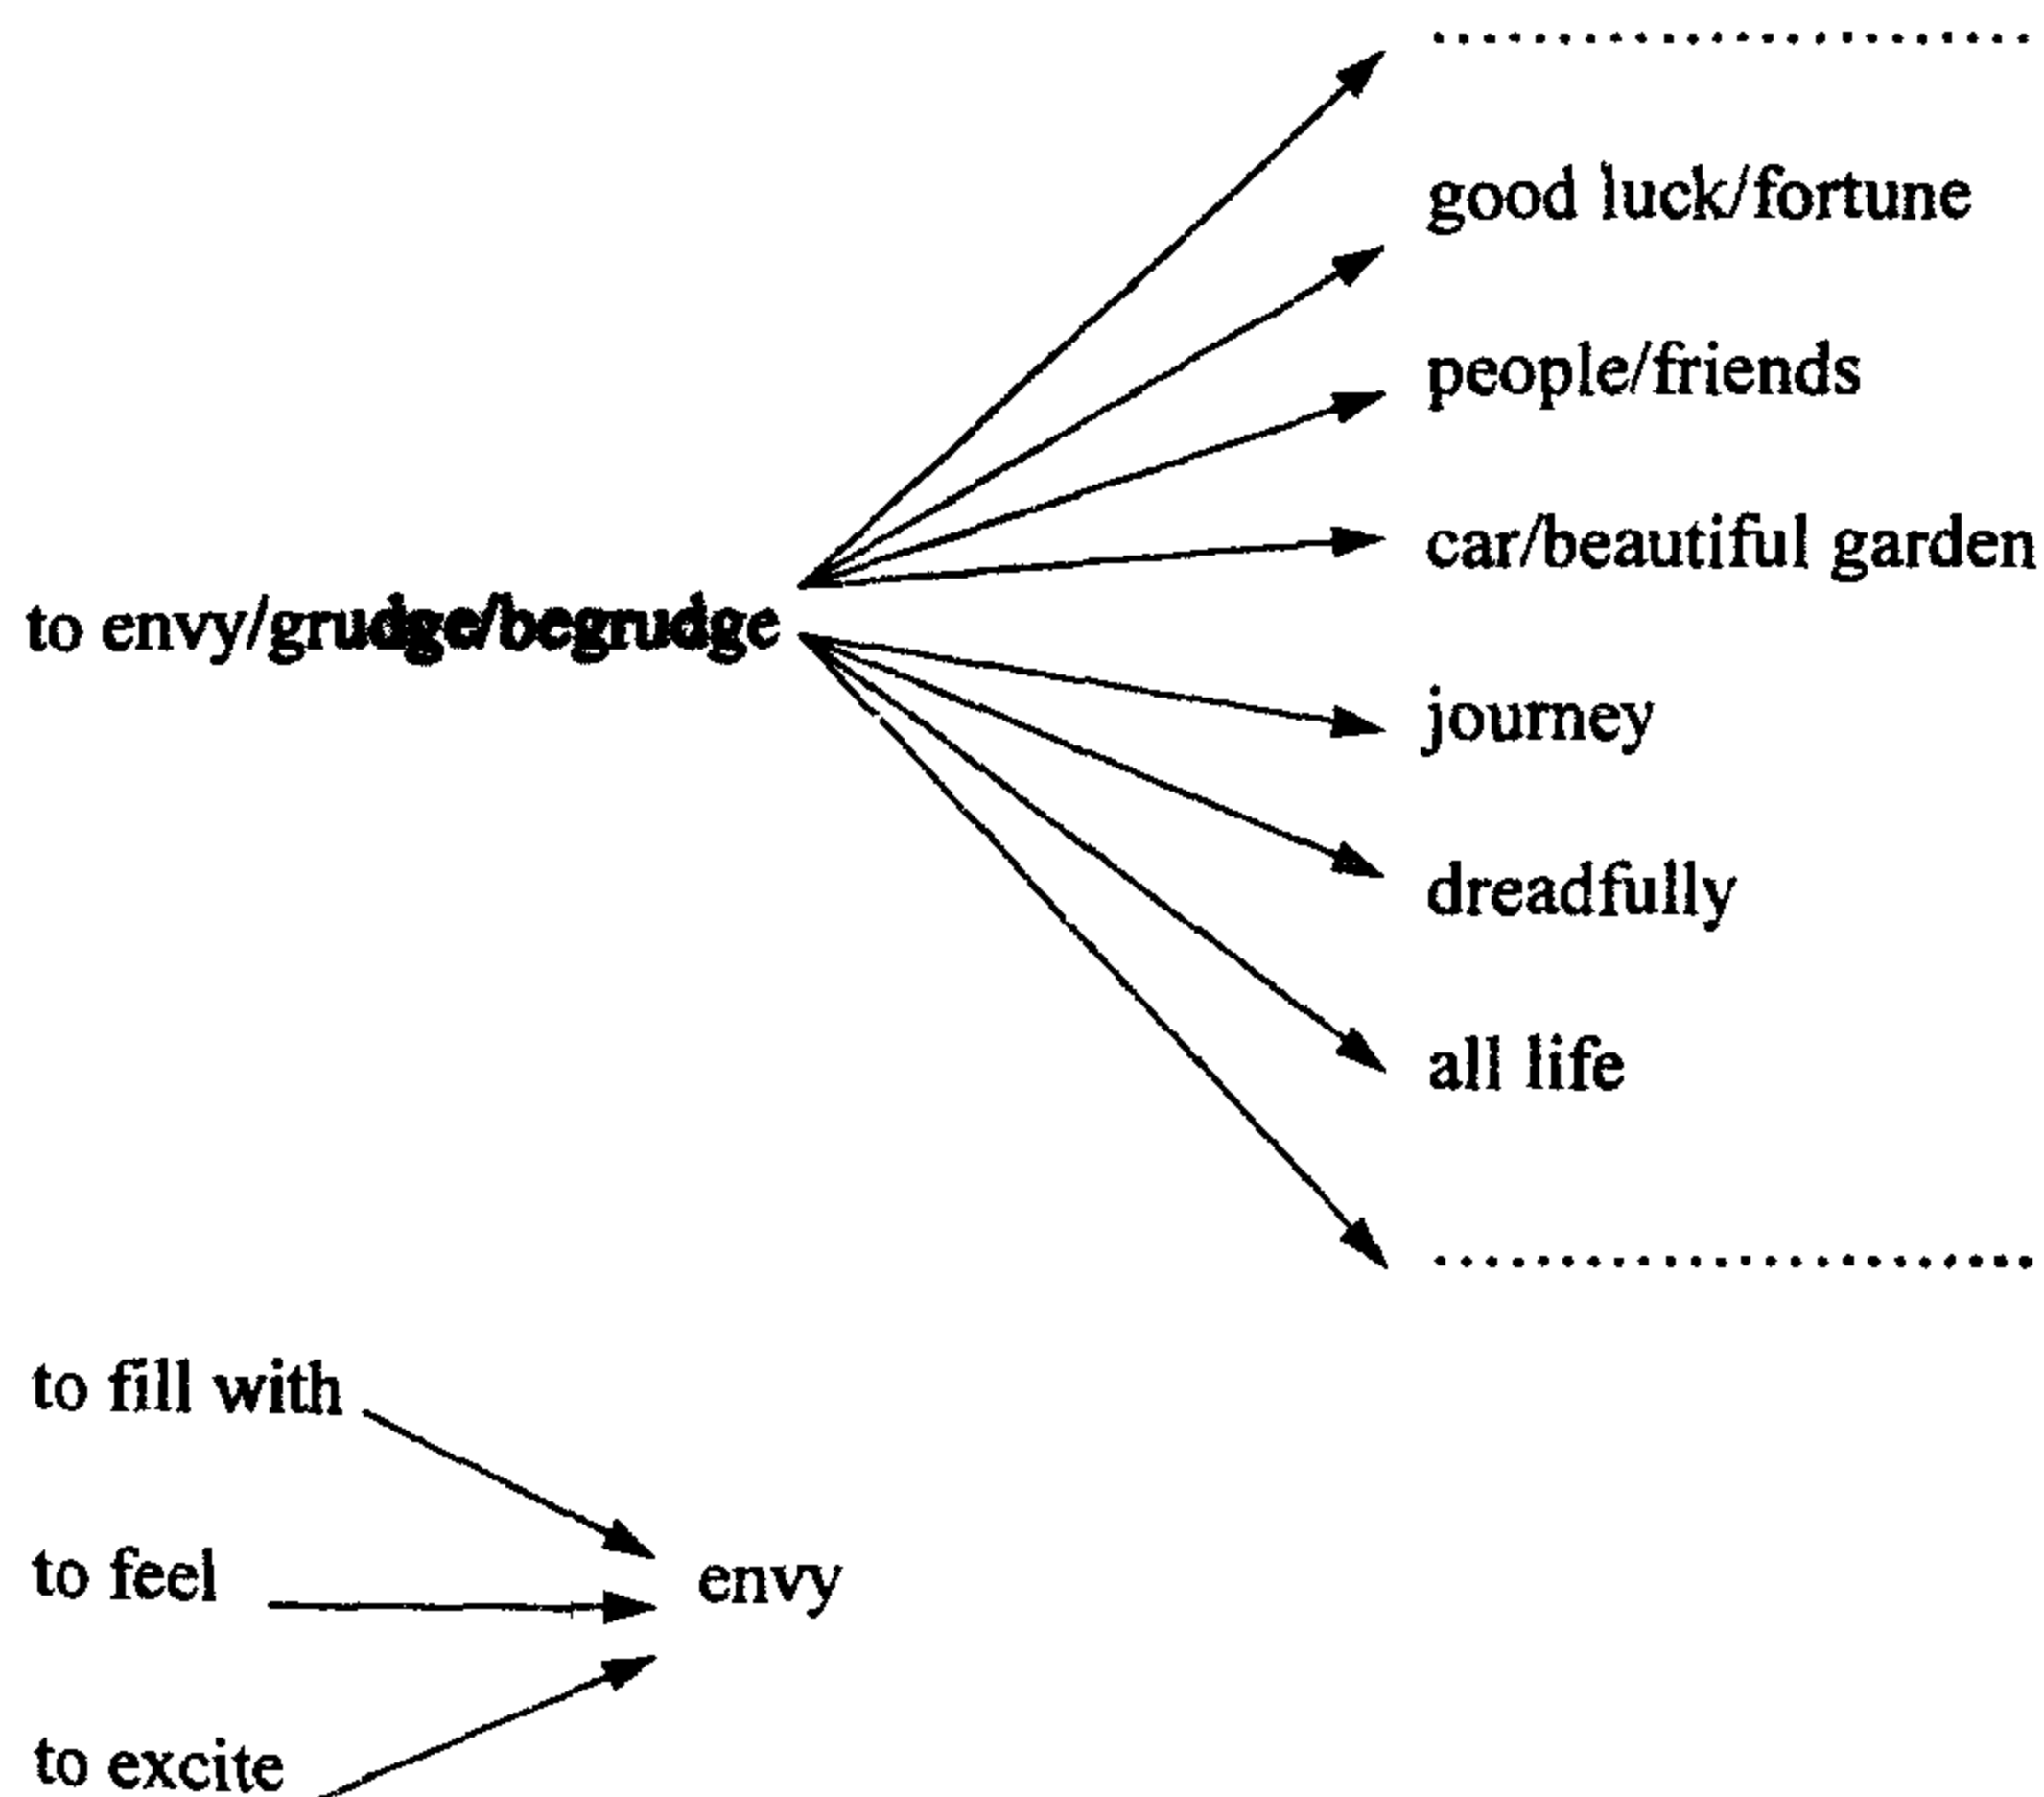 ......................
good luck/fortune
people/friends
car/beautiful garden
to envy/grudge/begrudge
journey
dreadfully
all life
......................
to fill with
to feel
envy
to excite